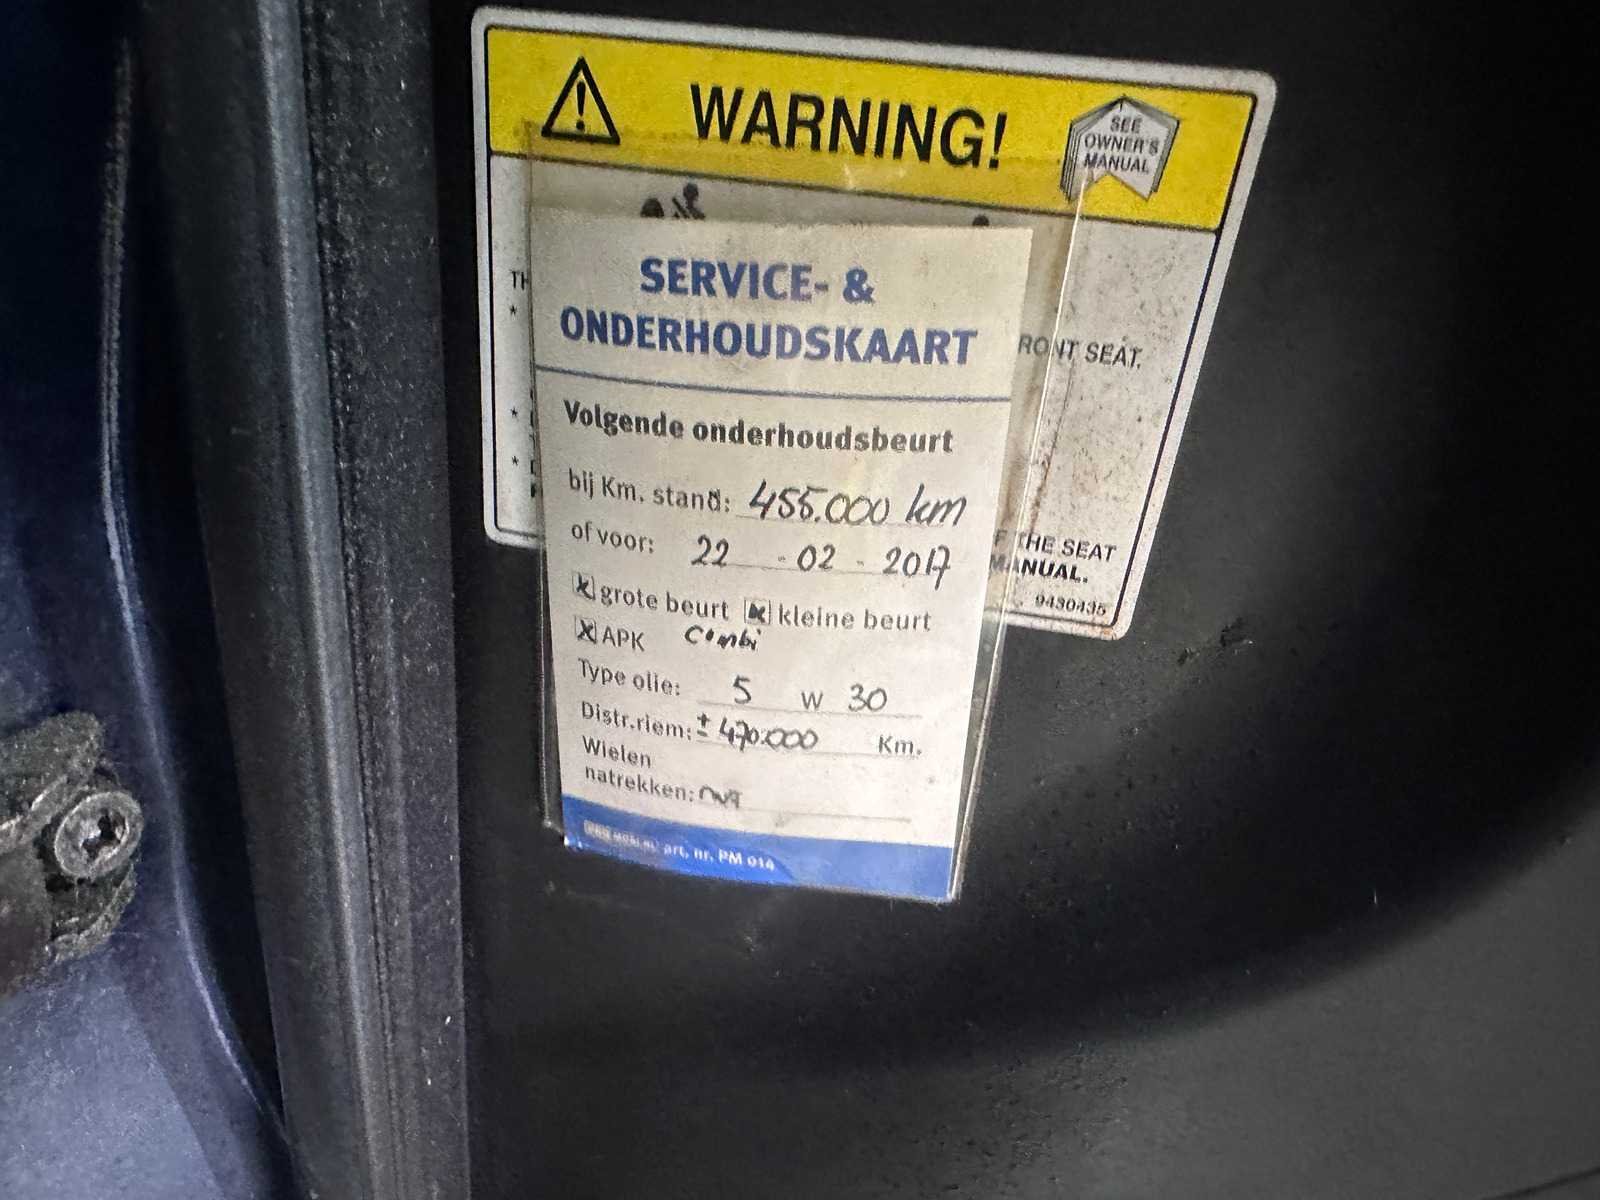 WARNING!
SEE
OWNER'S
MANUAL
TH
RONT SEAT.
F THE SEAT
MANUAL.
9430435
SERVICE- &
ONDERHOUDSKAART
Volgende onderhoudsbeurt
bij Km. stand: 455.000 km
of voor: 22 - 02 - 2017
x grote beurt x kleine beurt
x APK Combi
Type olie: 5 W 30
Distr.riem: ± 470.000 Km.
Wielen
natrekken:
art. nr. PM 014